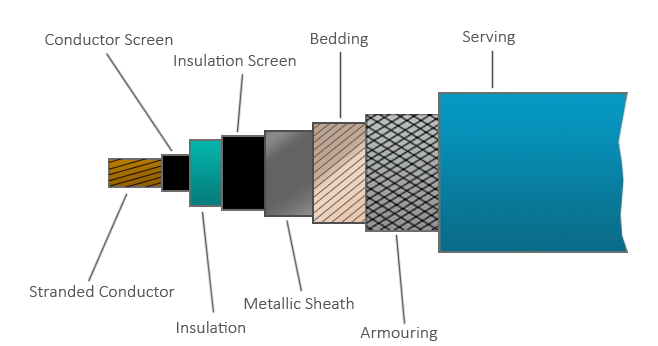 Conductor Screen
Insulation Screen
Bedding
Serving
Stranded Conductor
Insulation
Metallic Sheath
Armouring